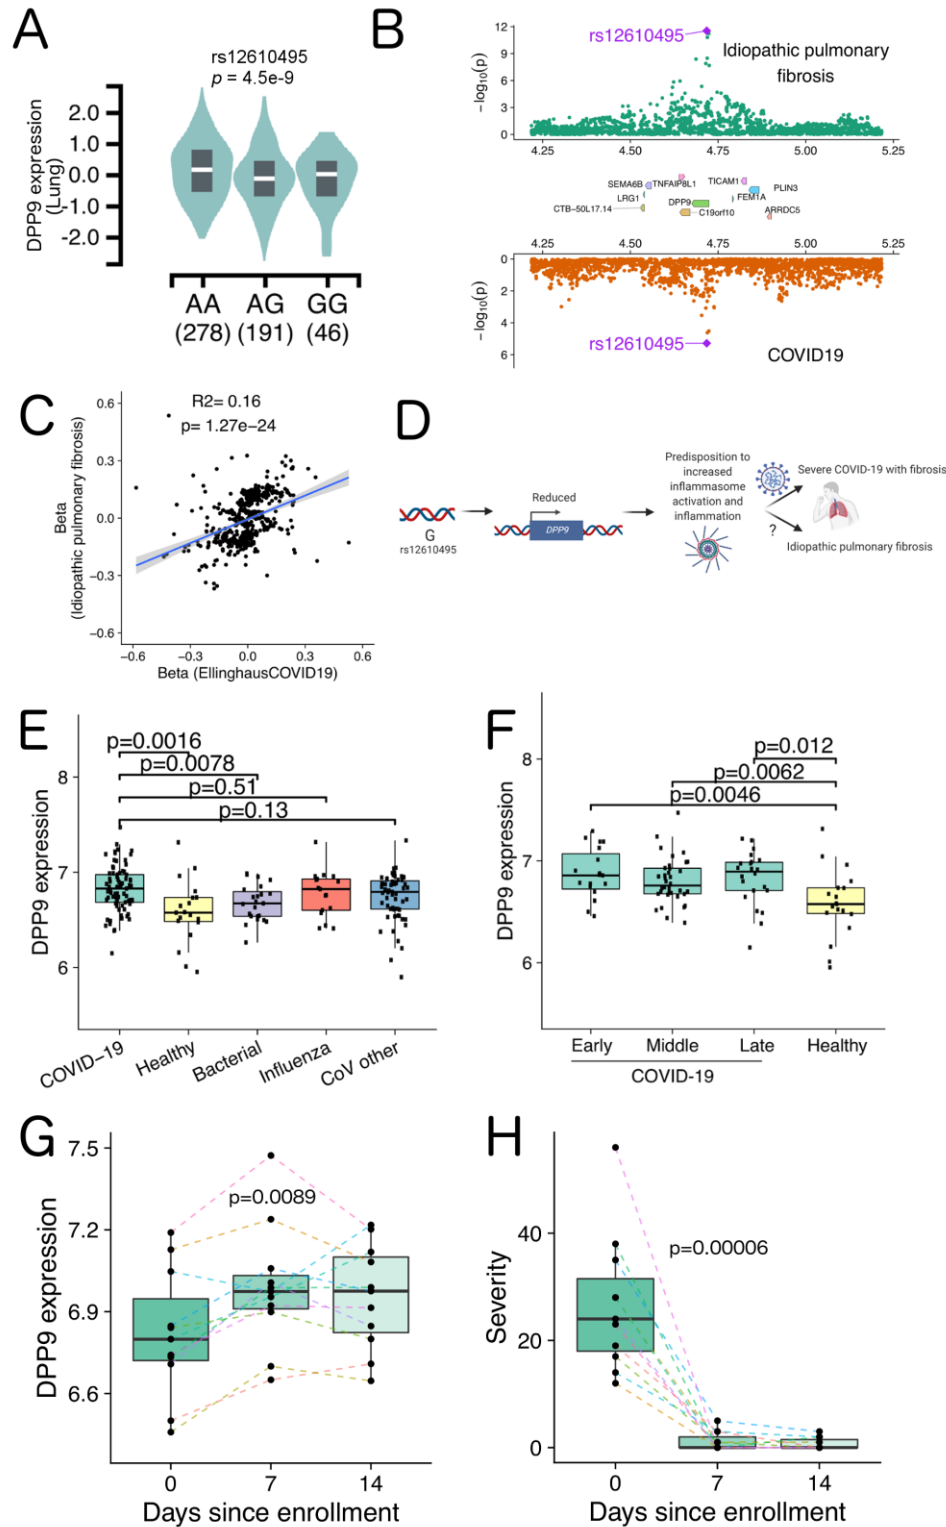 A
rs12610495
p = 4.5e-9
DPP9 expression
(Lung)
2.0
1.0
0.0
-1.0
-2.0
AA
AG
GG
(278)
(191)
(46)
B
rs12610495
Idiopathic pulmonary
fibrosis
−log10(p)
12
9
6
3
0
4.25
4.50
4.75
5.00
5.25
SEMA6B
TNFAIP8L1
TICAM1
PLIN3
LRG1
DPP9
FEM1A
CTB−50L17.14
C19orf10
ARRDC5
4.25
4.50
4.75
5.00
5.25
−log10(p)
0
2
4
6
rs12610495
COVID19
C
R2= 0.16
p= 1.27e−24
Beta
(Idiopathic pulmonary fibrosis)
0.6
0.3
0.0
−0.3
−0.6
−0.6
−0.3
0.0
0.3
0.6
Beta (EllinghausCOVID19)
D
G
rs12610495
Reduced
DPP9
Predisposition to
increased
inflammasome
activation and
inflammation
Severe COVID-19 with fibrosis
?
Idiopathic pulmonary fibrosis
E
p=0.0016
p=0.0078
p=0.51
p=0.13
DPP9 expression
8
7
6
COVID−19
Healthy
Bacterial
Influenza
CoV other
F
p=0.012
p=0.0062
p=0.0046
DPP9 expression
8
7
6
Early
Middle
Late
Healthy
COVID-19
G
p=0.0089
DPP9 expression
7.5
7.2
6.9
6.6
0
7
14
Days since enrollment
H
p=0.00006
Severity
40
20
0
0
7
14
Days since enrollment